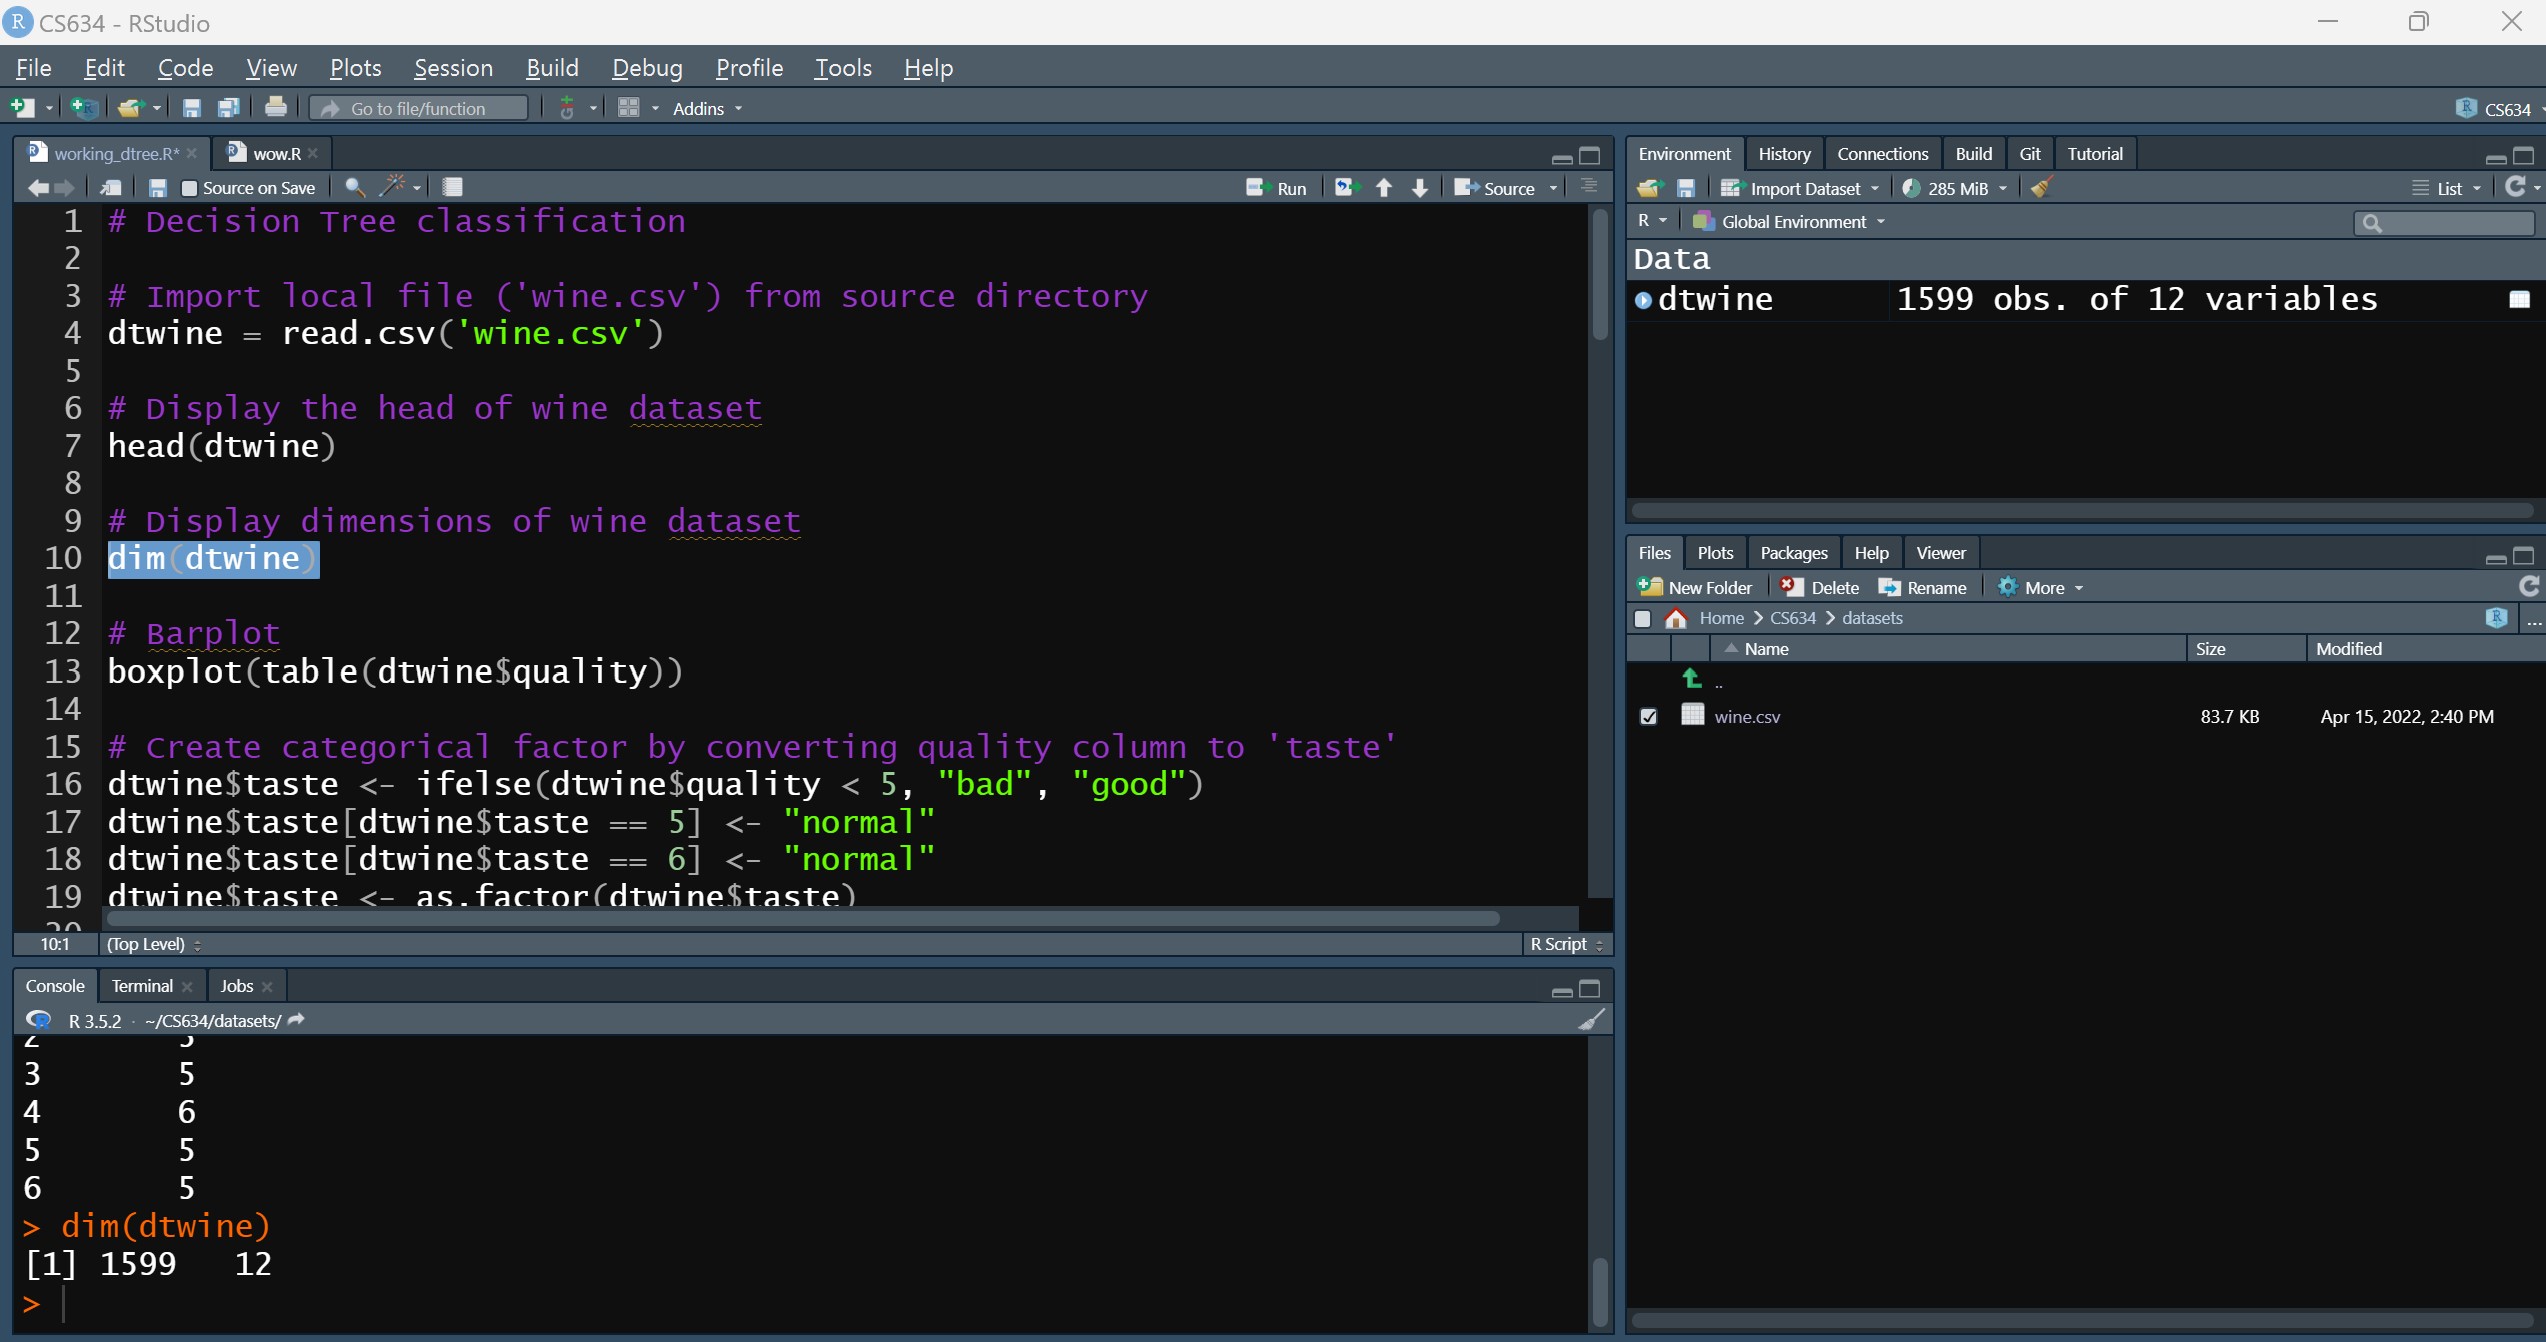 R CS634 - RStudio
File Edit Code View Plots Session Build Debug Profile Tools Help
Go to file/function Addins CS634
working_dtree.R* wow.R
Source on Save Run Source
1 # Decision Tree classification
2
3 # Import local file ('wine.csv') from source directory
4 dtwine = read.csv('wine.csv')
5
6 # Display the head of wine dataset
7 head(dtwine)
8
9 # Display dimensions of wine dataset
10 dim(dtwine)
11
12 # Barplot
13 boxplot(table(dtwine$quality))
14
15 # Create categorical factor by converting quality column to 'taste'
16 dtwine$taste <- ifelse(dtwine$quality < 5, "bad", "good")
17 dtwine$taste[dtwine$taste == 5] <- "normal"
18 dtwine$taste[dtwine$taste == 6] <- "normal"
19 dtwine$taste <- as.factor(dtwine$taste)
20
10:1 (Top Level) R Script
Console Terminal Jobs
R 3.5.2 · ~/CS634/datasets/
2 5
3 5
4 6
5 5
6 5
> dim(dtwine)
[1] 1599 12
>
Environment History Connections Build Git Tutorial
Import Dataset 285 MiB List
R Global Environment
Data
dtwine 1599 obs. of 12 variables
Files Plots Packages Help Viewer
New Folder Delete Rename More
Home > CS634 > datasets R ...
Name Size Modified
..
wine.csv 83.7 KB Apr 15, 2022, 2:40 PM